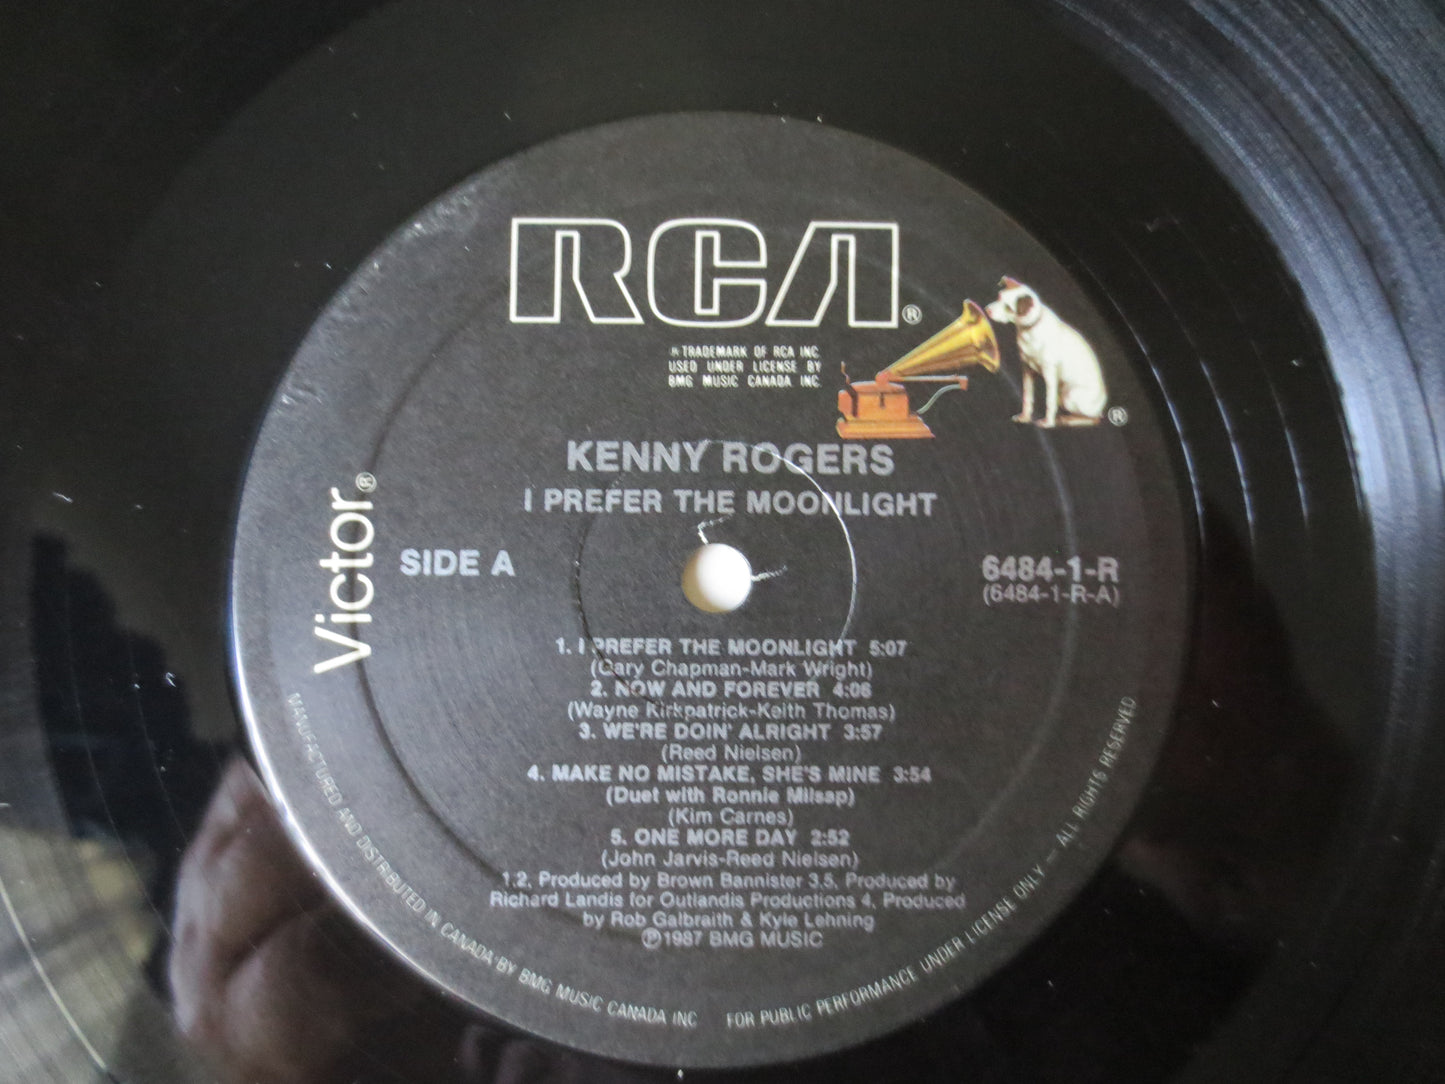 RCA®
® TRADEMARK OF RCA INC.
USED UNDER LICENSE BY
BMG MUSIC CANADA INC.
®
Victor®
KENNY ROGERS
I PREFER THE MOONLIGHT
SIDE A
6484-1-R
(6484-1-R-A)
1. I PREFER THE MOONLIGHT 5:07
(Gary Chapman-Mark Wright)
2. NOW AND FOREVER 4:06
(Wayne Kirkpatrick-Keith Thomas)
3. WE'RE DOIN' ALRIGHT 3:57
(Reed Nielsen)
4. MAKE NO MISTAKE, SHE'S MINE 3:54
(Duet with Ronnie Milsap)
(Kim Carnes)
5. ONE MORE DAY 2:52
(John Jarvis-Reed Nielsen)
1.2, Produced by Brown Bannister 3.5, Produced by
Richard Landis for Outlandis Productions 4, Produced
by Rob Galbraith & Kyle Lehning
℗1987 BMG MUSIC
MANUFACTURED AND DISTRIBUTED IN CANADA BY BMG MUSIC CANADA INC FOR PUBLIC PERFORMANCE UNDER LICENSE ONLY — ALL RIGHTS RESERVED